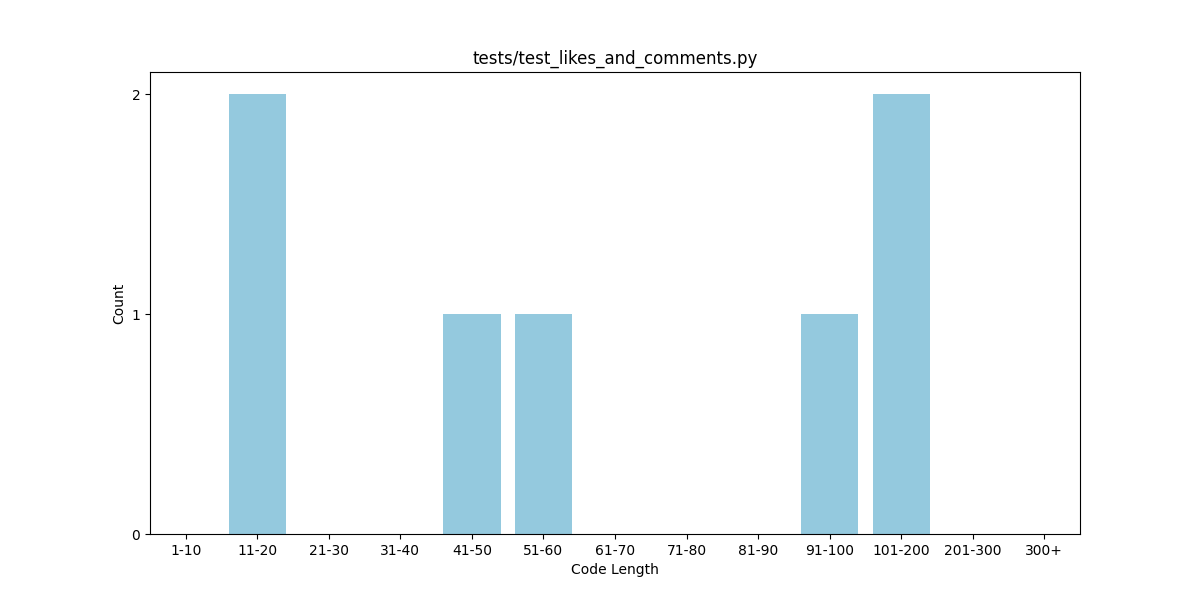 tests/test_likes_and_comments.py
Count
2
1
0
1-10 11-20 21-30 31-40 41-50 51-60 61-70 71-80 81-90 91-100 101-200 201-300 300+
Code Length